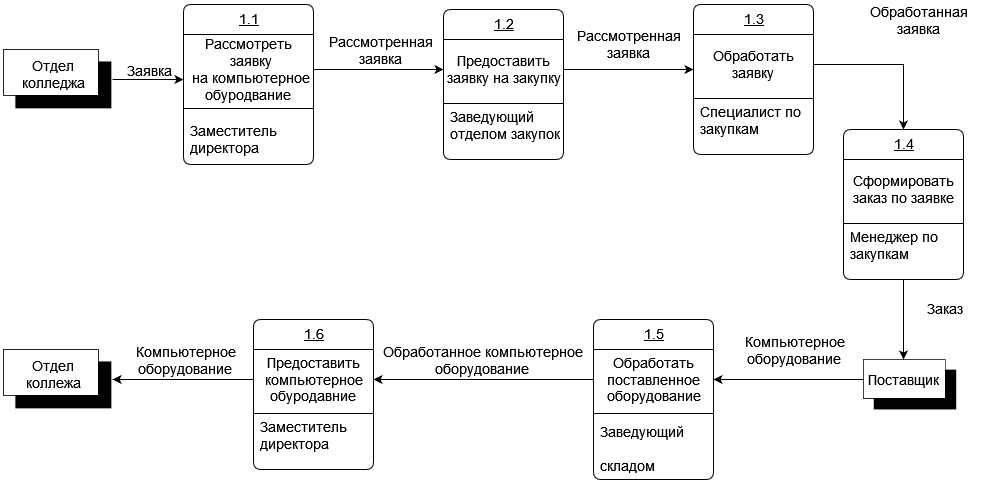 Отдел
колледжа
Заявка
1.1
Рассмотреть
заявку
на компьютерное
обуродвание
Заместитель
директора
Рассмотренная
заявка
1.2
Предоставить
заявку на закупку
Заведующий
отделом закупок
Рассмотренная
заявка
1.3
Обработать
заявку
Специалист по
закупкам
Обработанная
заявка
1.4
Сформировать
заказ по заявке
Менеджер по
закупкам
Заказ
Поставщик
Компьютерное
оборудование
1.5
Обработать
поставленное
оборудование
Заведующий
складом
Обработанное компьютерное
оборудование
1.6
Предоставить
компьютерное
обуродавние
Заместитель
директора
Компьютерное
оборудование
Отдел
коллежа